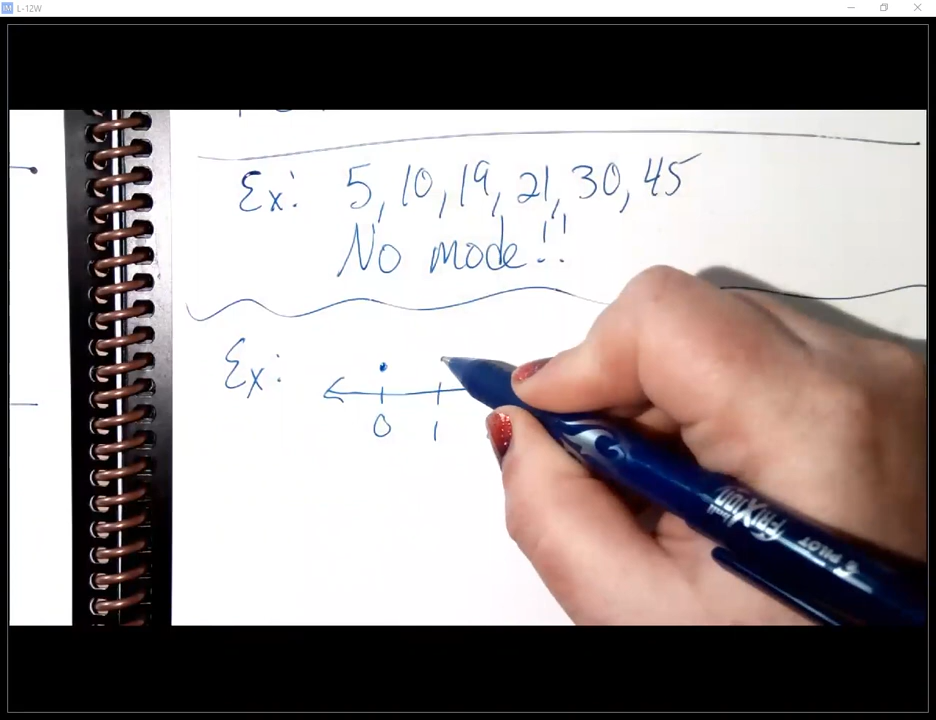 L-12W
Ex: 5, 10, 19, 21, 30, 45
No mode!!
Ex:
0 1
FRIXION
PILOT